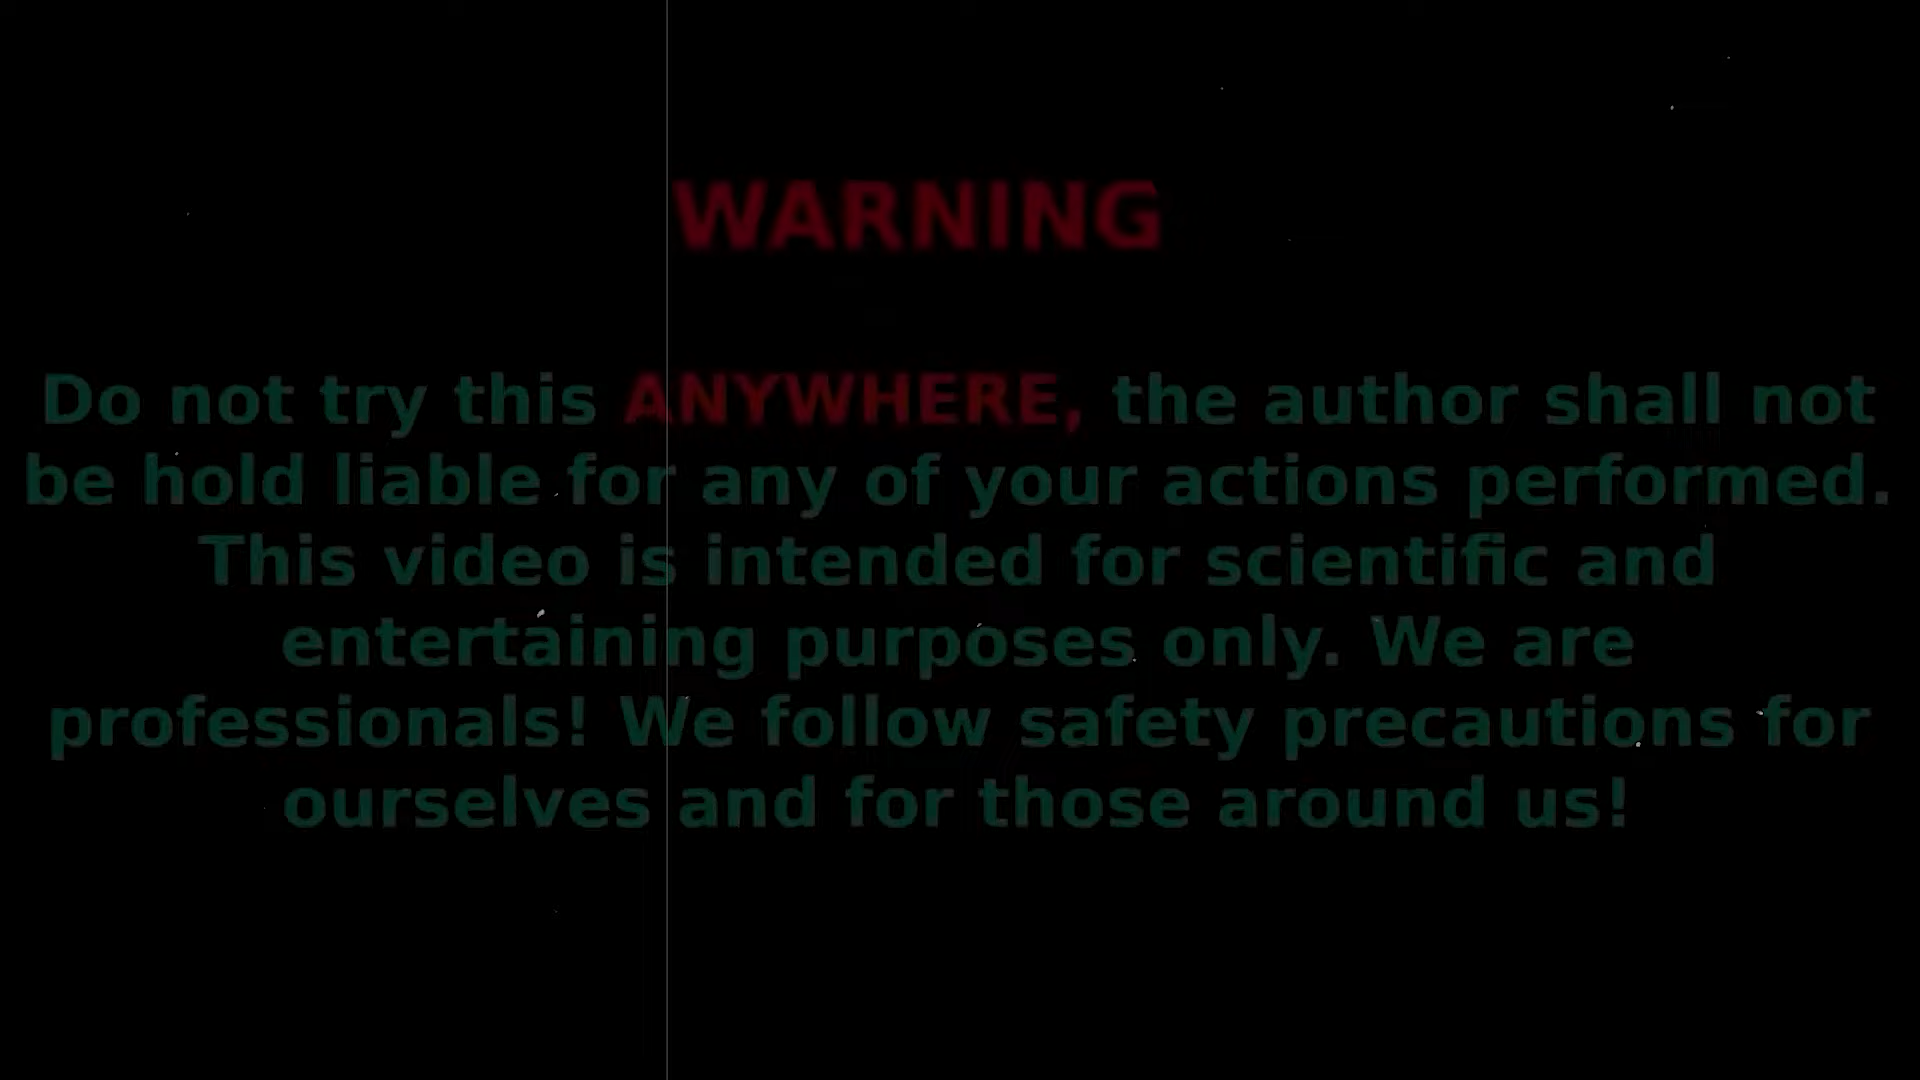 WARNING
Do not try this ANYWHERE, the author shall not
be hold liable for any of your actions performed.
This video is intended for scientific and
entertaining purposes only. We are
professionals! We follow safety precautions for
ourselves and for those around us!